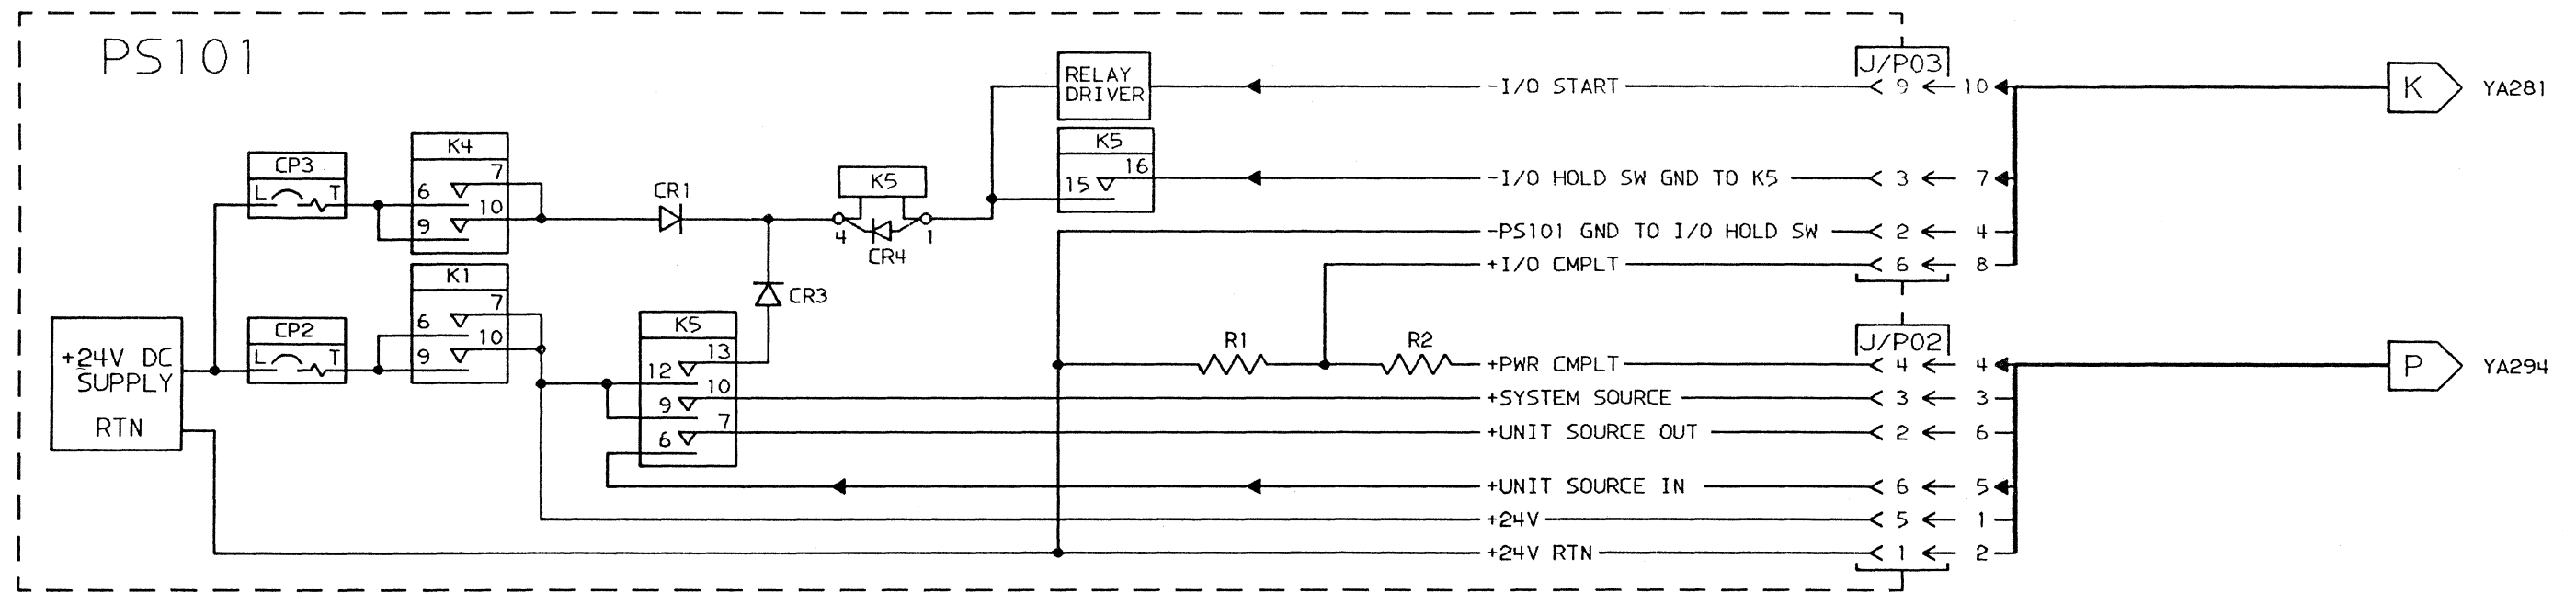 PS101
J/P03
RELAY
DRIVER
-I/O START
9
10
K
YA281
K4
7
6
10
9
CP3
L
T
CR1
K5
4
1
CR4
K5
16
15
-I/O HOLD SW GND TO K5
3
7
-PS101 GND TO I/O HOLD SW
2
4
+I/O CMPLT
6
8
K1
7
6
10
9
CP2
L
T
+24V DC
SUPPLY
RTN
CR3
K5
13
12
10
9
7
6
R1
R2
J/P02
+PWR CMPLT
4
4
P
YA294
+SYSTEM SOURCE
3
3
+UNIT SOURCE OUT
2
6
+UNIT SOURCE IN
6
5
+24V
5
1
+24V RTN
1
2